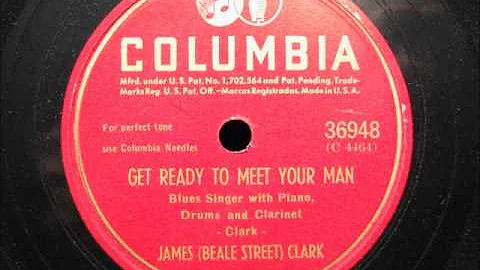 COLUMBIA
Mfrd. under U.S. Pat. No. 1,702,564 and Pat. Pending. Trade-
Marks Reg. U.S. Pat. Off.–Marcas Registradas. Made in U.S.A.
For perfect tone
use Columbia Needles
36948
(C 4464)
GET READY TO MEET YOUR MAN
Blues Singer with Piano,
Drums and Clarinet
- Clark -
JAMES (BEALE STREET) CLARK